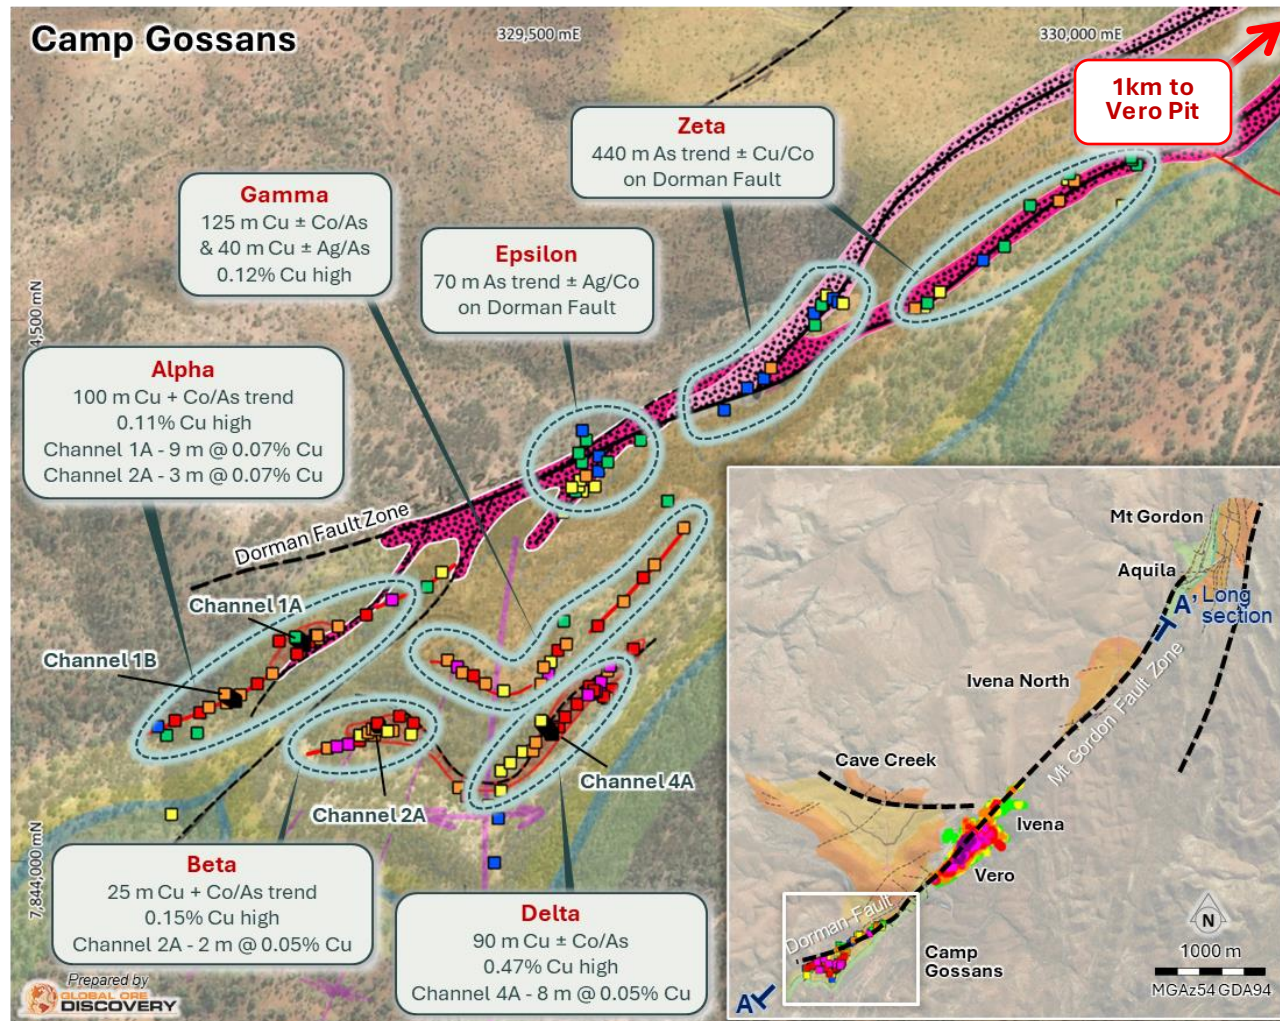 Camp Gossans
329,500 mE
330,000 mE
1km to
Vero Pit
Zeta
440 m As trend ± Cu/Co
on Dorman Fault
Gamma
125 m Cu ± Co/As
& 40 m Cu ± Ag/As
0.12% Cu high
Epsilon
70 m As trend ± Ag/Co
on Dorman Fault
4,500 mN
Alpha
100 m Cu + Co/As trend
0.11% Cu high
Channel 1A - 9 m @ 0.07% Cu
Channel 2A - 3 m @ 0.07% Cu
Dorman Fault Zone
Channel 1A
Channel 1B
Channel 2A
Channel 4A
7,844,000 mN
Beta
25 m Cu + Co/As trend
0.15% Cu high
Channel 2A - 2 m @ 0.05% Cu
Delta
90 m Cu ± Co/As
0.47% Cu high
Channel 4A - 8 m @ 0.05% Cu
Prepared by
GLOBAL ORE
DISCOVERY
Mt Gordon
Aquila
A' Long
section
Ivena North
Mt Gordon Fault Zone
Cave Creek
Ivena
Vero
Dorman Fault
Camp
Gossans
A
N
1000 m
MGAz54 GDA94